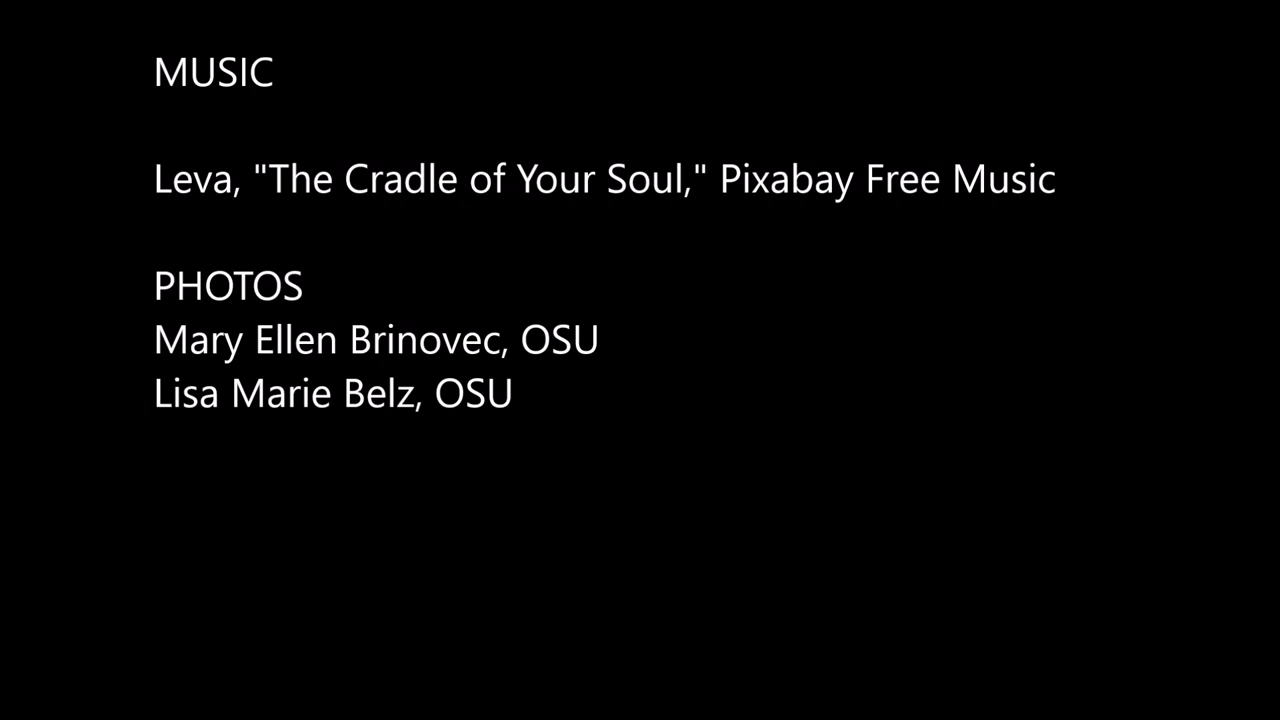 MUSIC
Leva, "The Cradle of Your Soul," Pixabay Free Music
PHOTOS
Mary Ellen Brinovec, OSU
Lisa Marie Belz, OSU